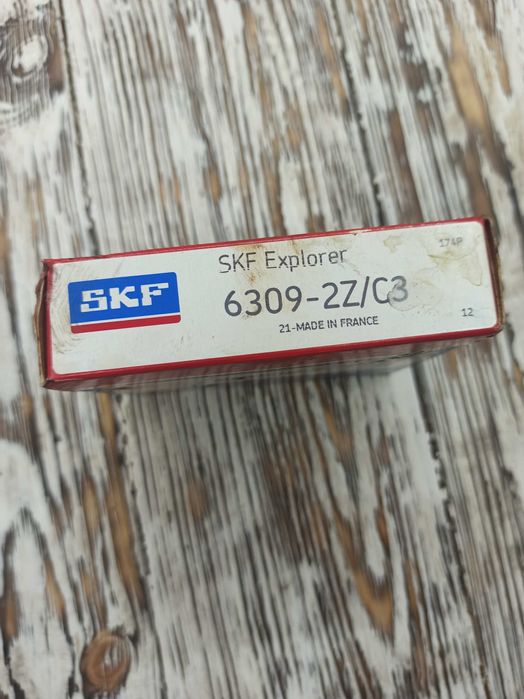 SKF
SKF Explorer
174P
6309-2Z/C3
12
21-MADE IN FRANCE